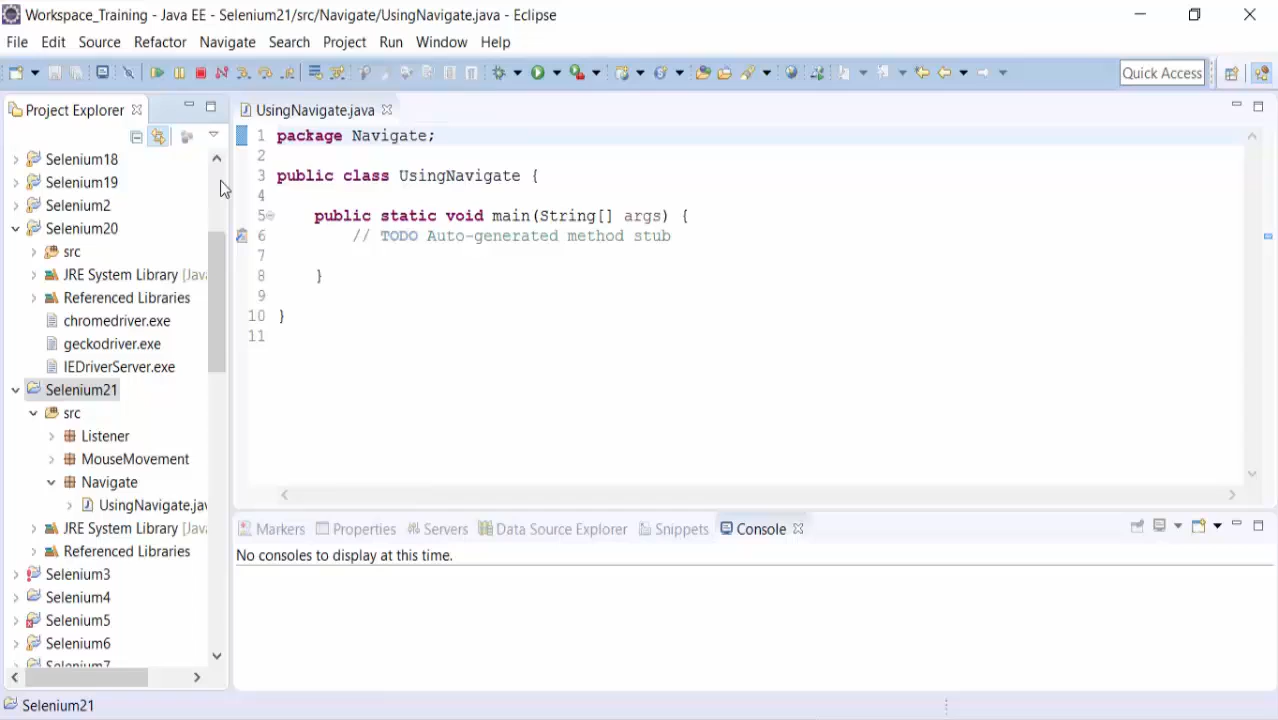 Workspace_Training - Java EE - Selenium21/src/Navigate/UsingNavigate.java - Eclipse
File Edit Source Refactor Navigate Search Project Run Window Help
Quick Access
Project Explorer
UsingNavigate.java
Selenium18
Selenium19
Selenium2
Selenium20
src
JRE System Library [Java
Referenced Libraries
chromedriver.exe
geckodriver.exe
IEDriverServer.exe
Selenium21
src
Listener
MouseMovement
Navigate
UsingNavigate.jav
JRE System Library [Java
Referenced Libraries
Selenium3
Selenium4
Selenium5
Selenium6
Selenium7
1 package Navigate;
2
3 public class UsingNavigate {
4
5 public static void main(String[] args) {
6 // TODO Auto-generated method stub
7
8 }
9
10 }
11
Markers Properties Servers Data Source Explorer Snippets Console
No consoles to display at this time.
Selenium21